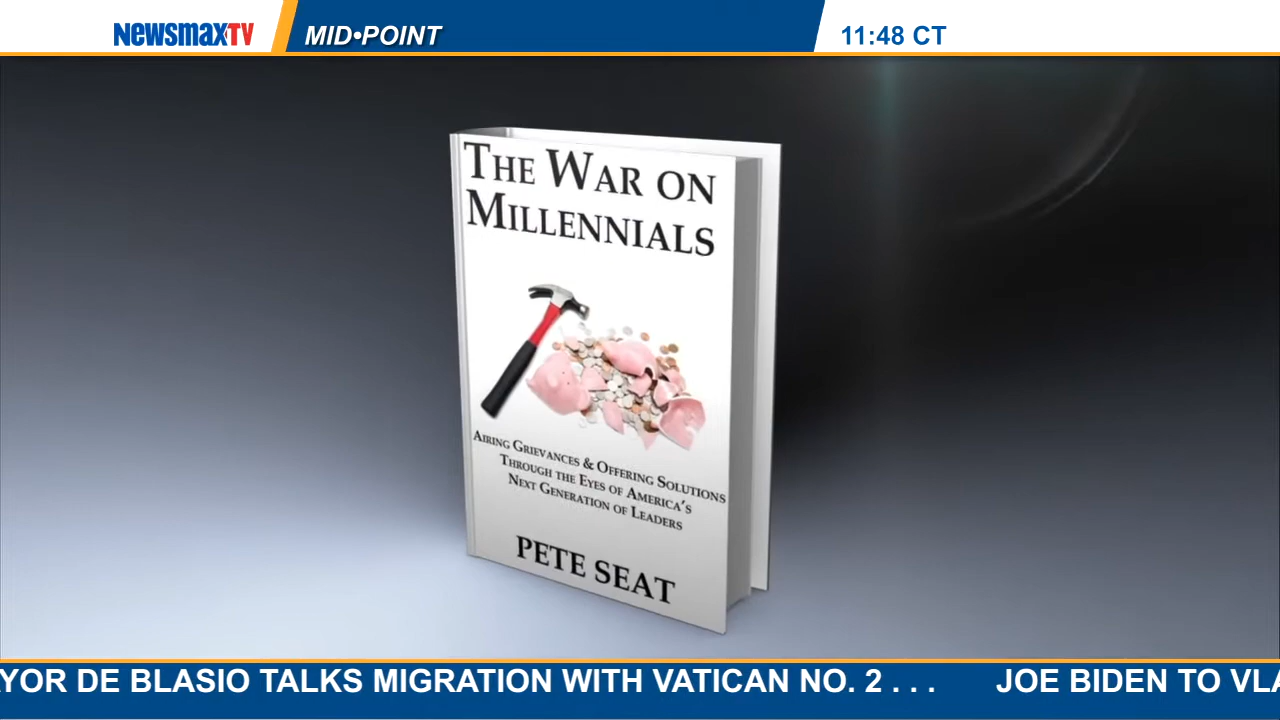 NEWSMAXTV
MID•POINT
11:48 CT
THE WAR ON
MILLENNIALS
AIRING GRIEVANCES & OFFERING SOLUTIONS
THROUGH THE EYES OF AMERICA'S
NEXT GENERATION OF LEADERS
PETE SEAT
YOR DE BLASIO TALKS MIGRATION WITH VATICAN NO. 2 . . . JOE BIDEN TO